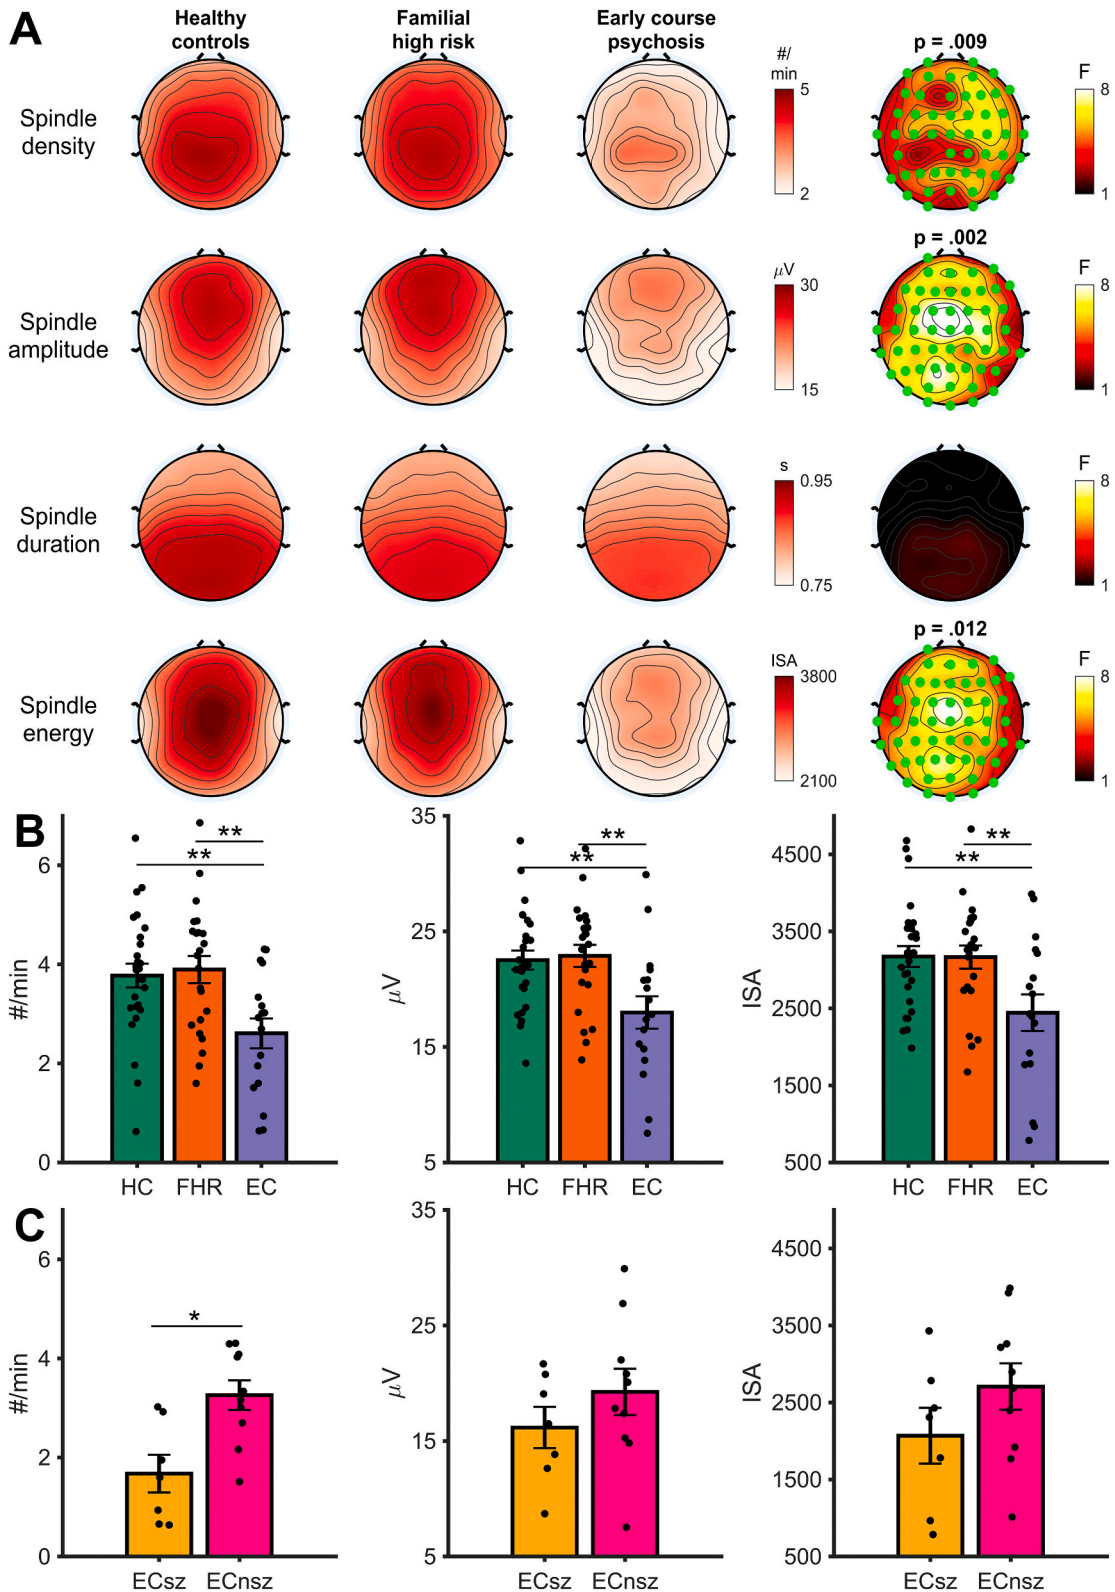 A
Healthy controls
Familial high risk
Early course psychosis
Spindle density
#/min
5
2
p = .009
F
8
1
Spindle amplitude
μV
30
15
p = .002
F
8
1
Spindle duration
s
0.95
0.75
F
8
1
Spindle energy
ISA
3800
2100
p = .012
F
8
1
B
#/min
6
4
2
0
**
**
HC FHR EC
μV
35
25
15
5
**
**
HC FHR EC
ISA
4500
3500
2500
1500
500
**
**
HC FHR EC
C
#/min
6
4
2
0
*
ECsz ECnsz
μV
35
25
15
5
ECsz ECnsz
ISA
4500
3500
2500
1500
500
ECsz ECnsz